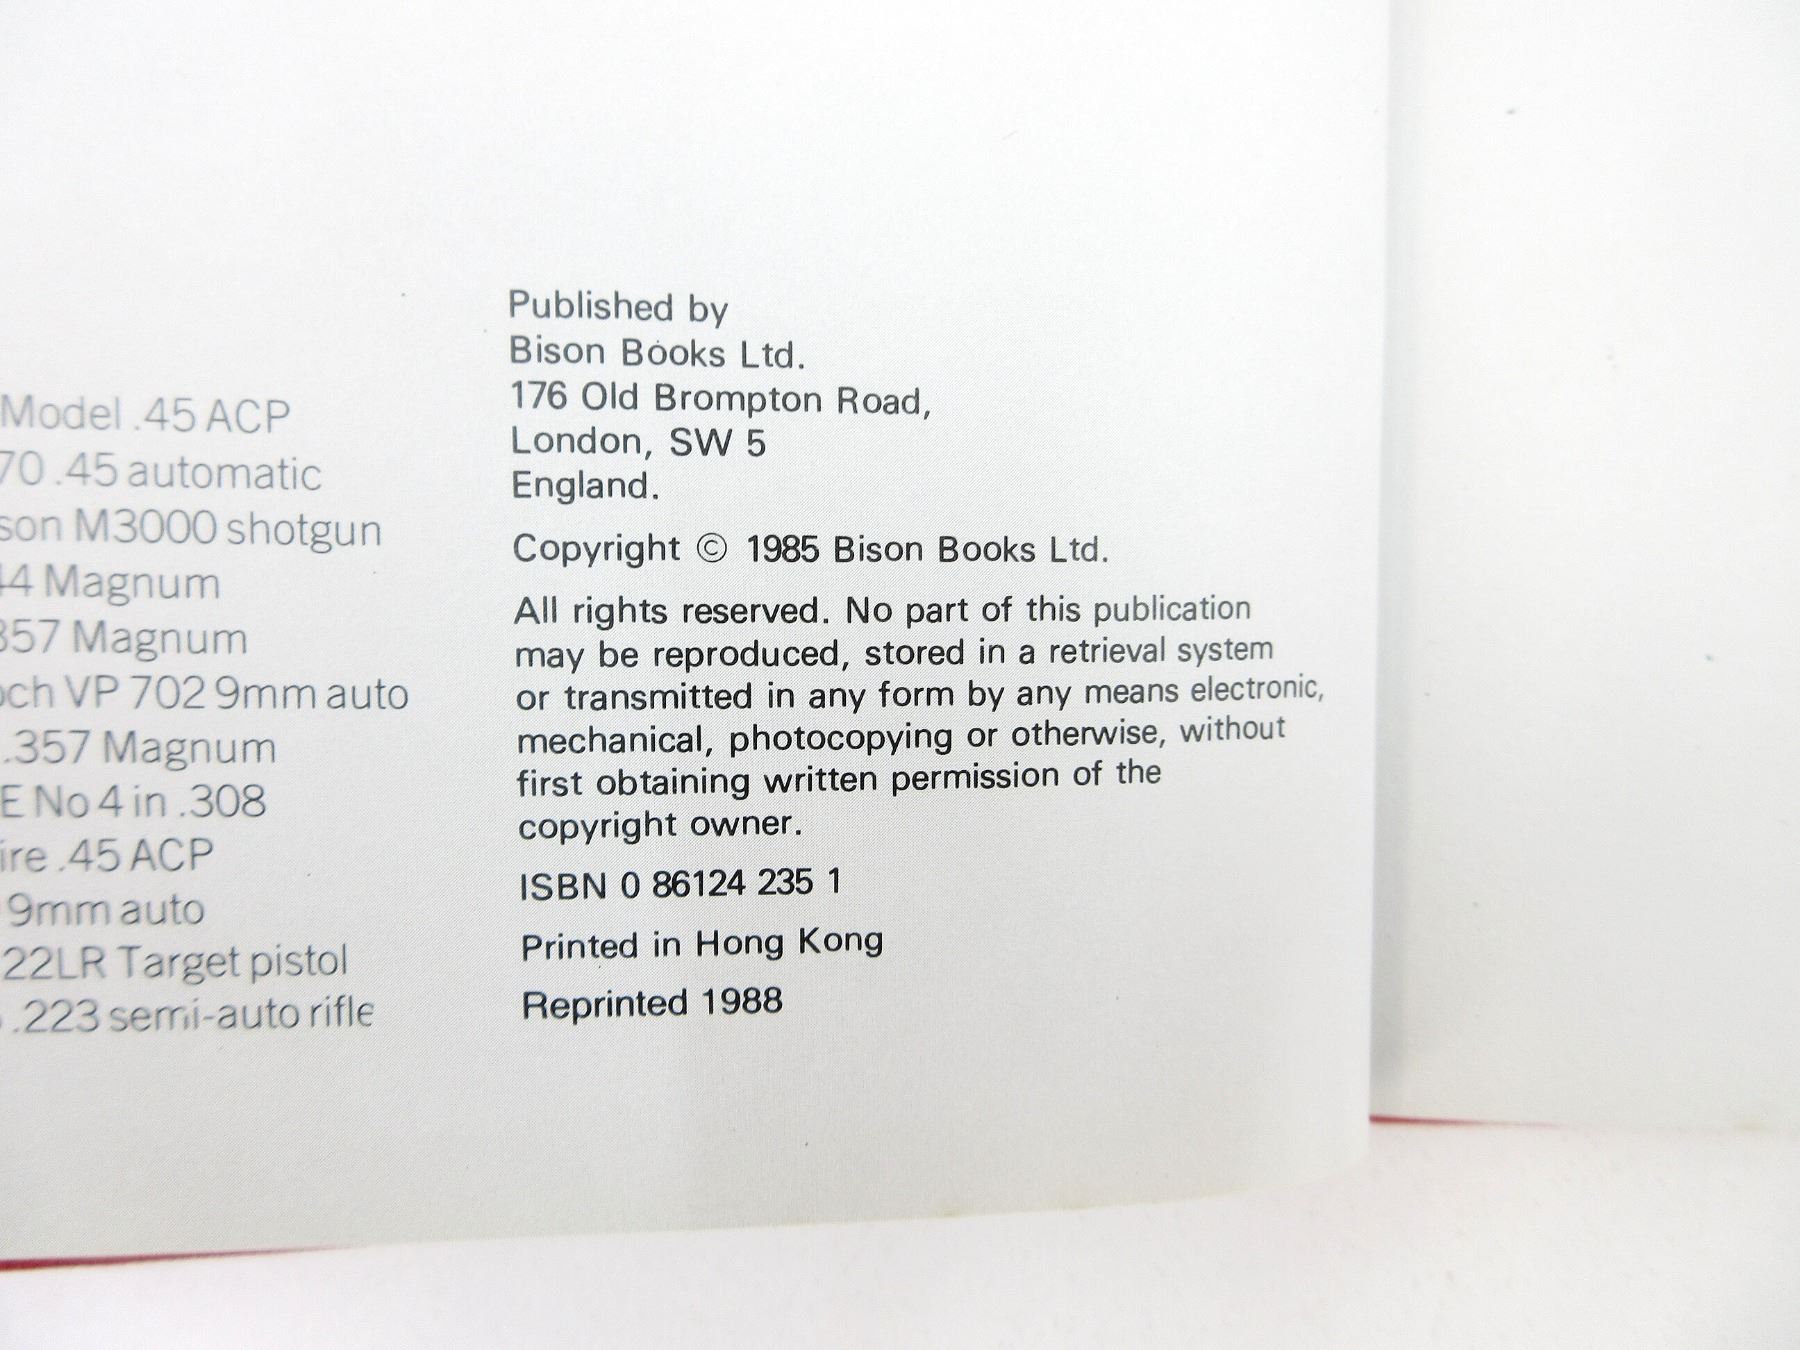 Model .45 ACP
70 .45 automatic
son M3000 shotgun
44 Magnum
357 Magnum
och VP 702 9mm auto
.357 Magnum
E No 4 in .308
ire .45 ACP
9mm auto
22LR Target pistol
.223 semi-auto rifle
Published by
Bison Books Ltd.
176 Old Brompton Road,
London, SW 5
England.
Copyright © 1985 Bison Books Ltd.
All rights reserved. No part of this publication
may be reproduced, stored in a retrieval system
or transmitted in any form by any means electronic,
mechanical, photocopying or otherwise, without
first obtaining written permission of the
copyright owner.
ISBN 0 86124 235 1
Printed in Hong Kong
Reprinted 1988